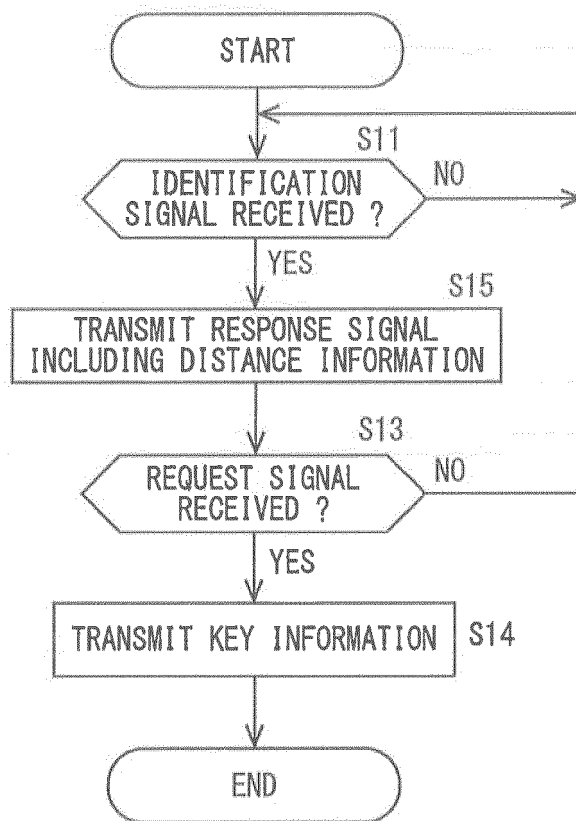 START
S11
IDENTIFICATION
SIGNAL RECEIVED ?
NO
YES
S15
TRANSMIT RESPONSE SIGNAL
INCLUDING DISTANCE INFORMATION
S13
REQUEST SIGNAL
RECEIVED ?
NO
YES
TRANSMIT KEY INFORMATION
S14
END